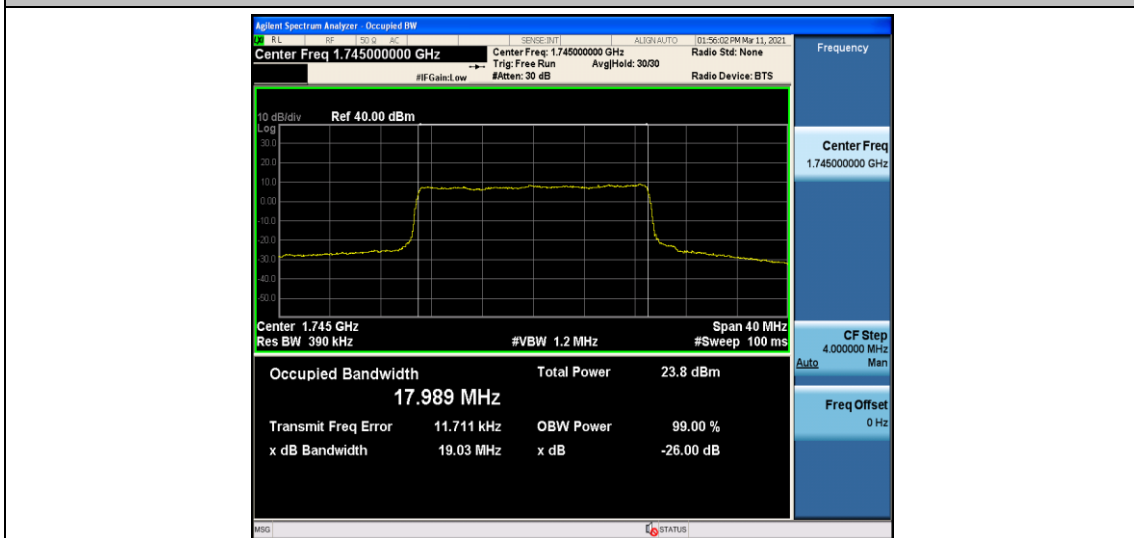 Agilent Spectrum Analyzer - Occupied BW
RL RF 50 Ω AC SENSE:INT ALIGN AUTO 01:56:02 PM Mar 11, 2021
Center Freq 1.745000000 GHz Center Freq: 1.745000000 GHz Radio Std: None
Trig: Free Run Avg|Hold: 30/30
#IFGain:Low #Atten: 30 dB Radio Device: BTS
10 dB/div Ref 40.00 dBm
Log
30.0
20.0
10.0
0.00
-10.0
-20.0
-30.0
-40.0
-50.0
Center 1.745 GHz Span 40 MHz
Res BW 390 kHz #VBW 1.2 MHz #Sweep 100 ms
Occupied Bandwidth Total Power 23.8 dBm
17.989 MHz
Transmit Freq Error 11.711 kHz OBW Power 99.00 %
x dB Bandwidth 19.03 MHz x dB -26.00 dB
MSG STATUS
Frequency
Center Freq
1.745000000 GHz
CF Step
4.000000 MHz
Auto Man
Freq Offset
0 Hz